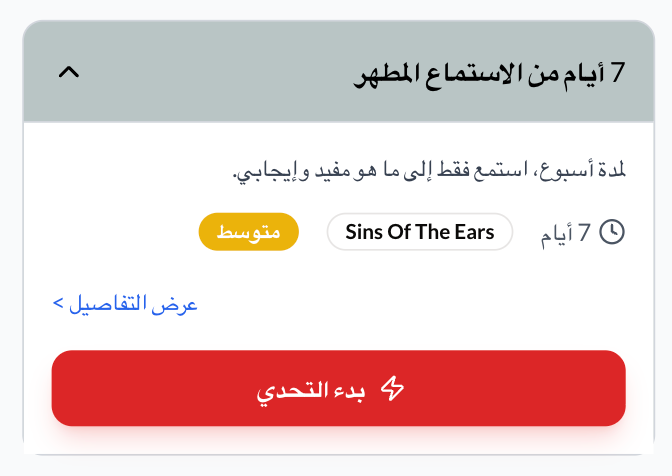 7 أيام من الاستماع المطهر
لمدة أسبوع، استمع فقط إلى ما هو مفيد وإيجابي.
7 أيام Sins Of The Ears متوسط
عرض التفاصيل >
بدء التحدي